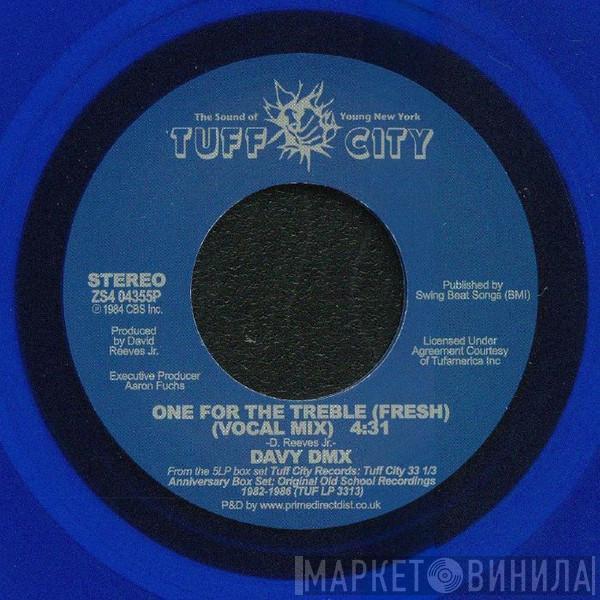 The Sound of Young New York
TUFF CITY
STEREO
ZS4 04355P
℗ 1984 CBS Inc.
Produced
by David
Reeves Jr.
Executive Producer
Aaron Fuchs
Published by
Swing Beat Songs (BMI)
Licensed Under
Agreement Courtesy
of Tufamerica Inc
ONE FOR THE TREBLE (FRESH)
(VOCAL MIX) 4:31
-D. Reeves Jr.-
DAVY DMX
From the 5LP box set Tuff City Records: Tuff City 33 1/3
Anniversary Box Set: Original Old School Recordings
1982-1986 (TUF LP 3313)
P&D by www.primedirectdist.co.uk
МАРКЕТ ВИНИЛА